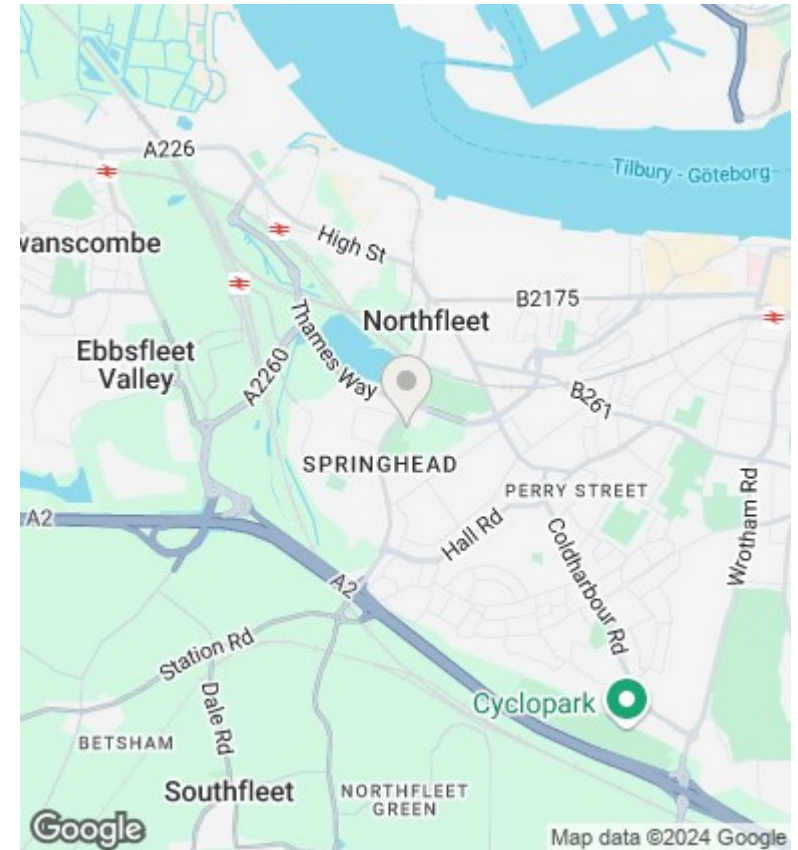 A226
Tilbury - Göteborg
High St
vanscombe
B2175
Northfleet
Thames Way
Ebbsfleet
Valley
A2260
B261
SPRINGHEAD
PERRY STREET
Wrotham Rd
A2
Hall Rd
Coldharbour Rd
A2
Station Rd
Dale Rd
Cyclopark
BETSHAM
Southfleet
NORTHFLEET
GREEN
Google
Map data ©2024 Google